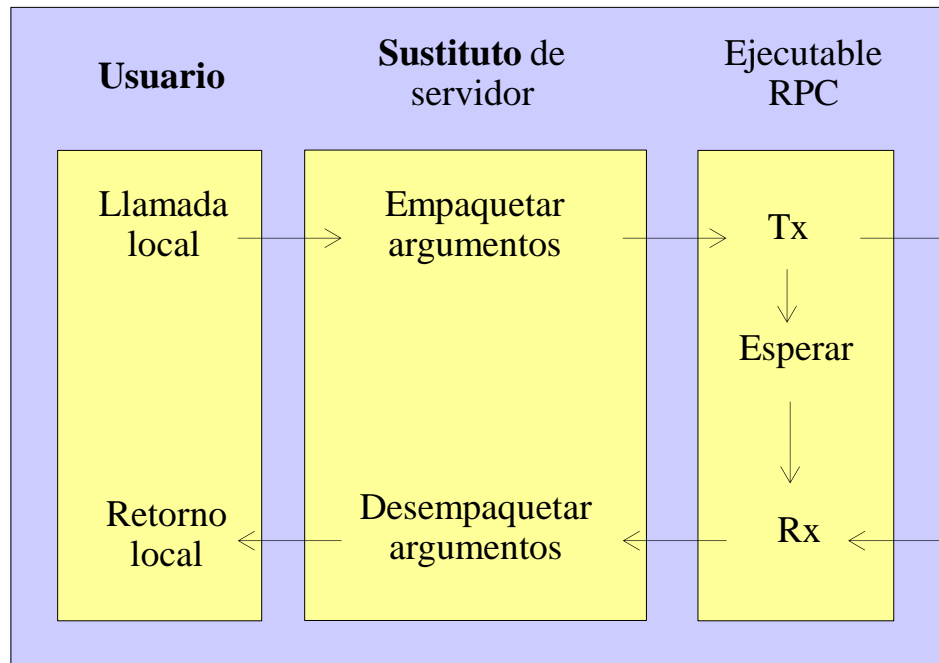 Usuario
Sustituto de
servidor
Ejecutable
RPC
Llamada
local
Empaquetar
argumentos
Tx
Esperar
Retorno
local
Desempaquetar
argumentos
Rx